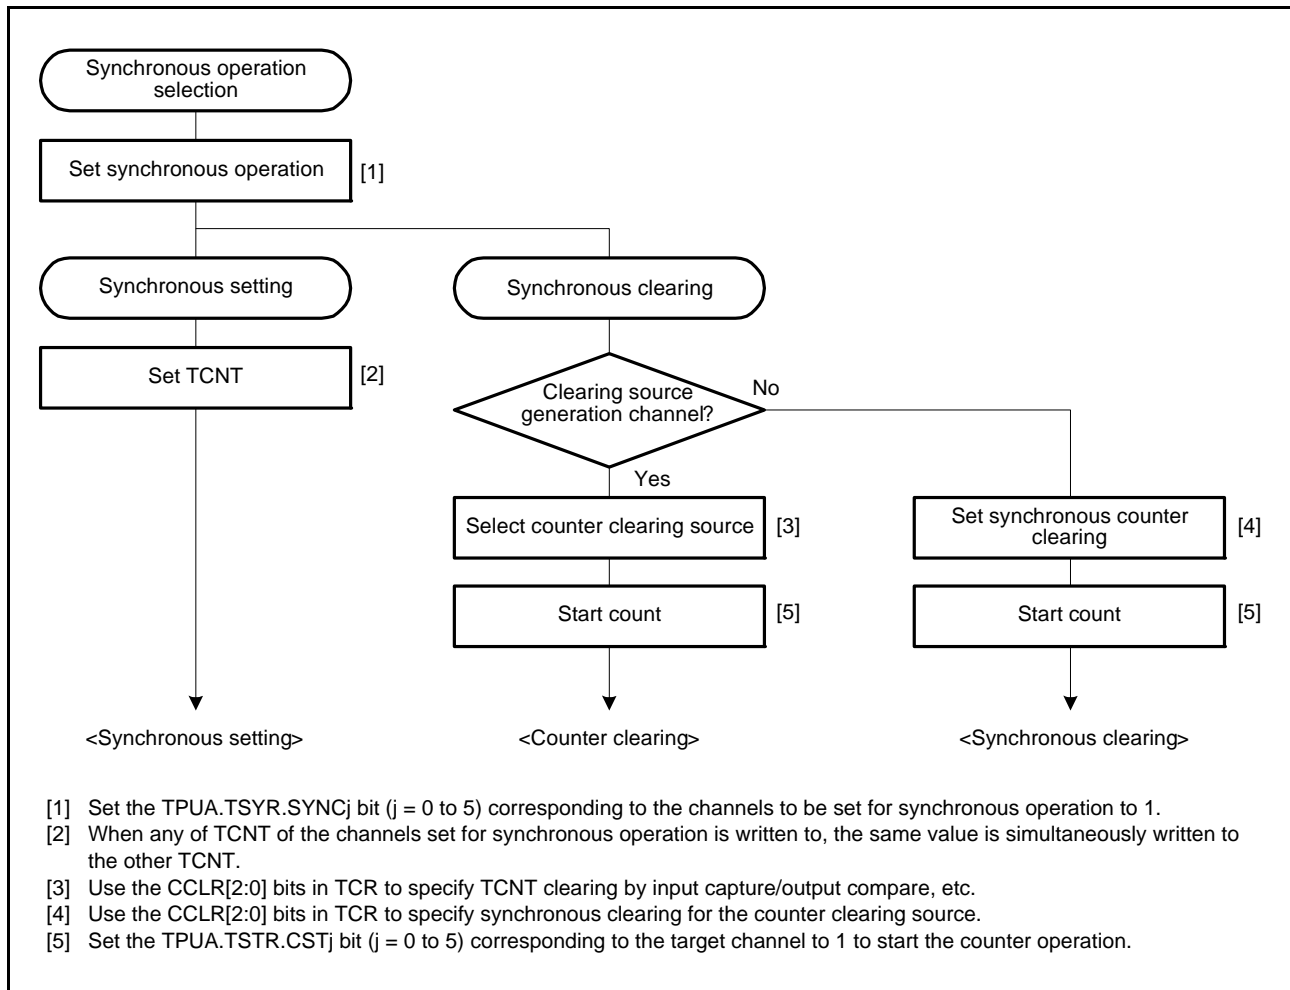 Synchronous operation
selection
Set synchronous operation [1]
Synchronous setting
Synchronous clearing
Set TCNT [2]
Clearing source
generation channel?
No
Yes
Select counter clearing source [3]
Set synchronous counter
clearing [4]
Start count [5]
Start count [5]
<Synchronous setting>
<Counter clearing>
<Synchronous clearing>
[1] Set the TPUA.TSYR.SYNCj bit (j = 0 to 5) corresponding to the channels to be set for synchronous operation to 1.
[2] When any of TCNT of the channels set for synchronous operation is written to, the same value is simultaneously written to
the other TCNT.
[3] Use the CCLR[2:0] bits in TCR to specify TCNT clearing by input capture/output compare, etc.
[4] Use the CCLR[2:0] bits in TCR to specify synchronous clearing for the counter clearing source.
[5] Set the TPUA.TSTR.CSTj bit (j = 0 to 5) corresponding to the target channel to 1 to start the counter operation.